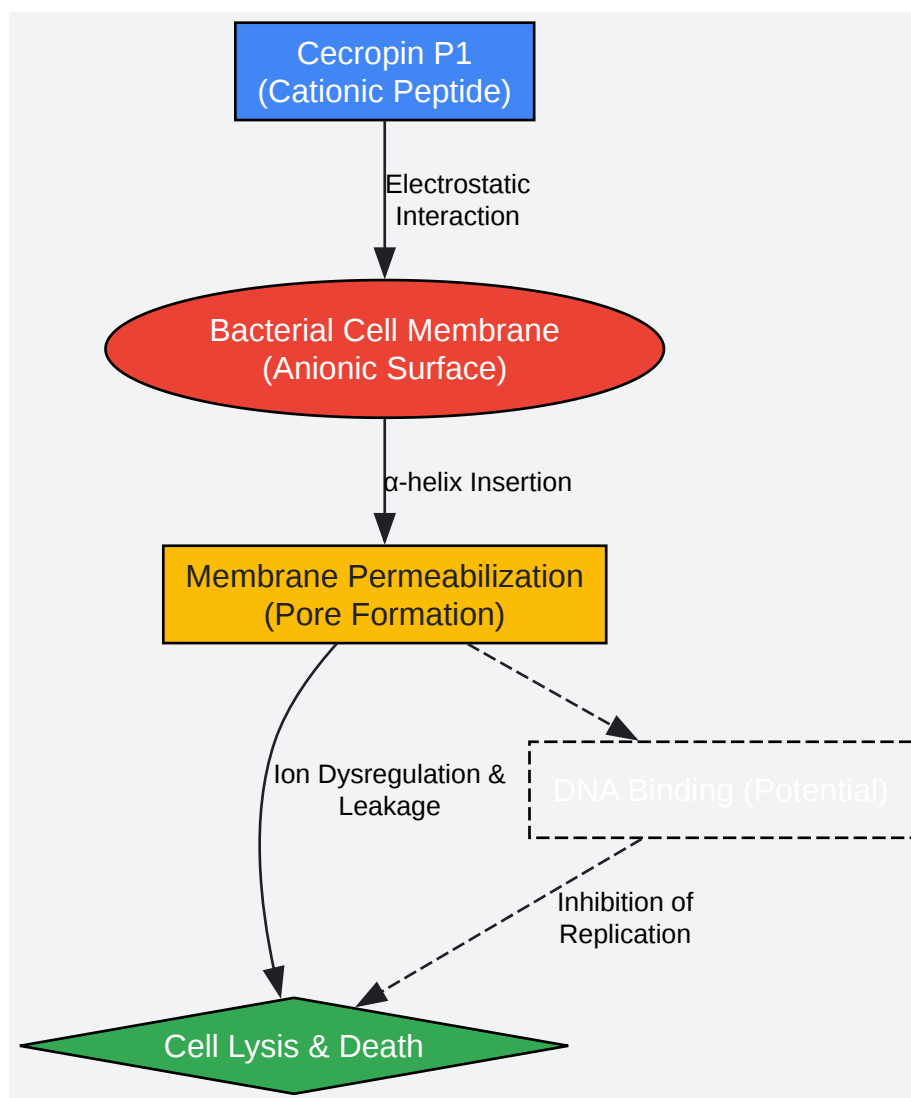 Cecropin P1
(Cationic Peptide)
Electrostatic
Interaction
Bacterial Cell Membrane
(Anionic Surface)
α-helix Insertion
Membrane Permeabilization
(Pore Formation)
Ion Dysregulation &
Leakage
DNA Binding (Potential)
Inhibition of
Replication
Cell Lysis & Death